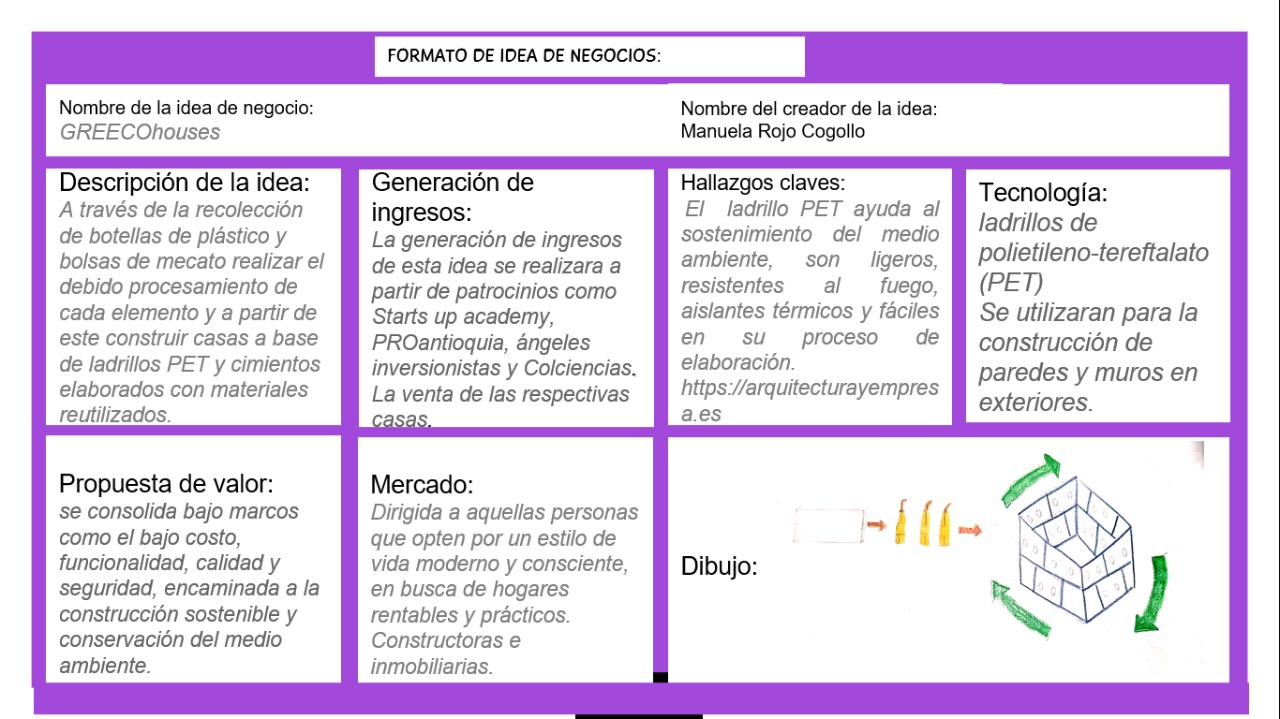 FORMATO DE IDEA DE NEGOCIOS:
Nombre de la idea de negocio:
GREECOhouses
Nombre del creador de la idea:
Manuela Rojo Cogollo
Descripción de la idea:
A través de la recolección
de botellas de plástico y
bolsas de mecato realizar el
debido procesamiento de
cada elemento y a partir de
este construir casas a base
de ladrillos PET y cimientos
elaborados con materiales
reutilizados.
Generación de
ingresos:
La generación de ingresos
de esta idea se realizara a
partir de patrocinios como
Starts up academy,
PROantioquia, ángeles
inversionistas y Colciencias.
La venta de las respectivas
casas.
Hallazgos claves:
El ladrillo PET ayuda al
sostenimiento del medio
ambiente, son ligeros,
resistentes al fuego,
aislantes térmicos y fáciles
en su proceso de
elaboración.
https://arquitecturayempres
a.es
Tecnología:
ladrillos de
polietileno-tereftalato
(PET)
Se utilizaran para la
construcción de
paredes y muros en
exteriores.
Propuesta de valor:
se consolida bajo marcos
como el bajo costo,
funcionalidad, calidad y
seguridad, encaminada a la
construcción sostenible y
conservación del medio
ambiente.
Mercado:
Dirigida a aquellas personas
que opten por un estilo de
vida moderno y consciente,
en busca de hogares
rentables y prácticos.
Constructoras e
inmobiliarias.
Dibujo: